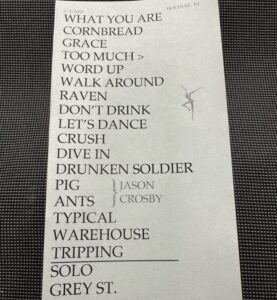 WHAT YOU ARE
CORNBREAD
GRACE
TOO MUCH >
WORD UP
WALK AROUND
RAVEN
DON'T DRINK
LET'S DANCE
CRUSH
DIVE IN
DRUNKEN SOLDIER
PIG } JASON
ANTS } CROSBY
TYPICAL
WAREHOUSE
TRIPPING
SOLO
GREY ST.